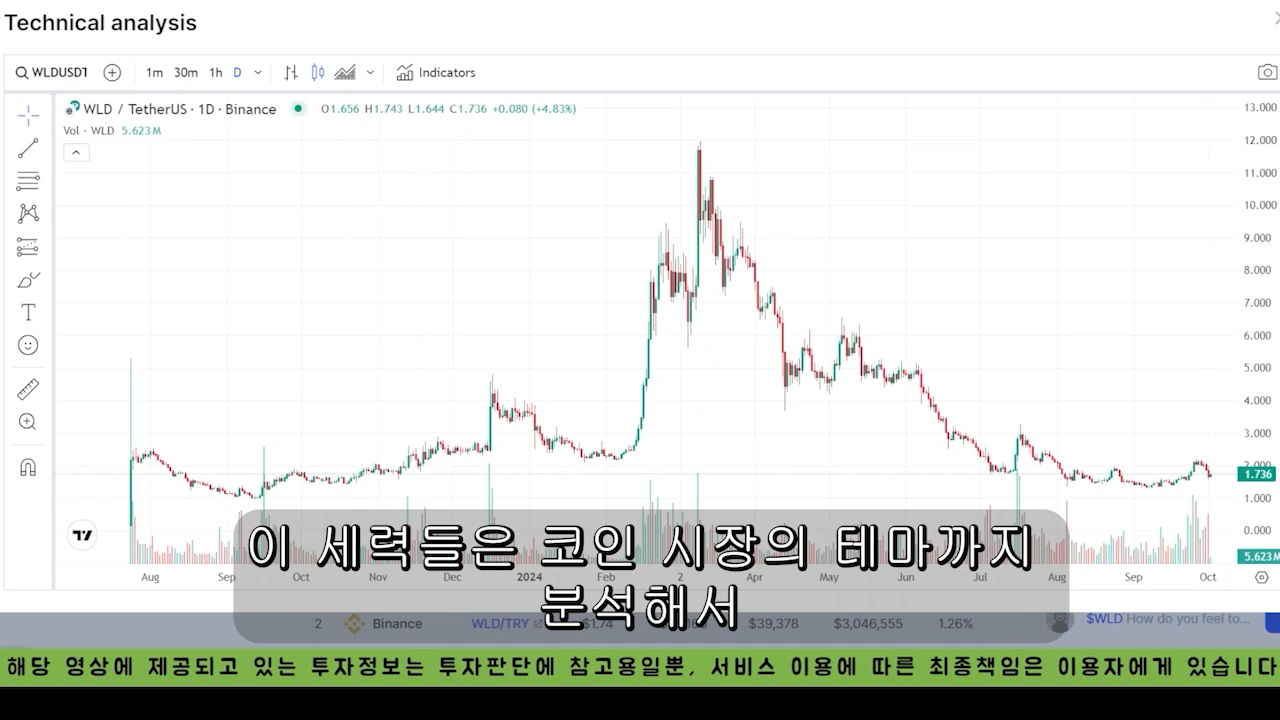 Technical analysis
WLDUSDT 1m 30m 1h D Indicators
WLD / TetherUS · 1D · Binance O1.656 H1.743 L1.644 C1.736 +0.080 (+4.83%)
Vol · WLD 5.623M
13.000
12.000
11.000
10.000
9.000
8.000
7.000
6.000
5.000
4.000
3.000
2.000
1.736
1.000
0.000
5.623M
이 세력들은 코인 시장의 테마까지
분석해서
Aug Sep Oct Nov Dec 2024 Feb 2 Apr May Jun Jul Aug Sep Oct
2 Binance WLD/TRY $1.74 $39,378 $3,046,555 1.26% $WLD How do you feel to...
해당 영상에 제공되고 있는 투자정보는 투자판단에 참고용일뿐, 서비스 이용에 따른 최종책임은 이용자에게 있습니다